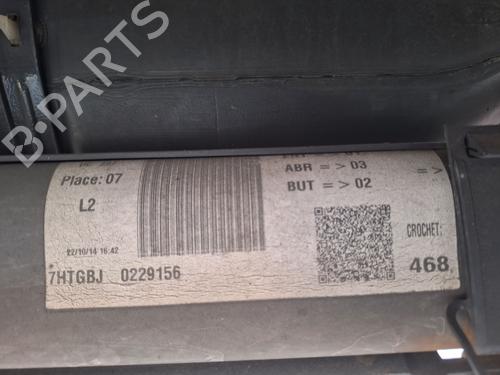 Place: 07
L2
22/10/14 16:42
7HTGBJ 0229156
ABR = > 03
BUT = > 02
= >
CROCHET:
468
B-PARTS